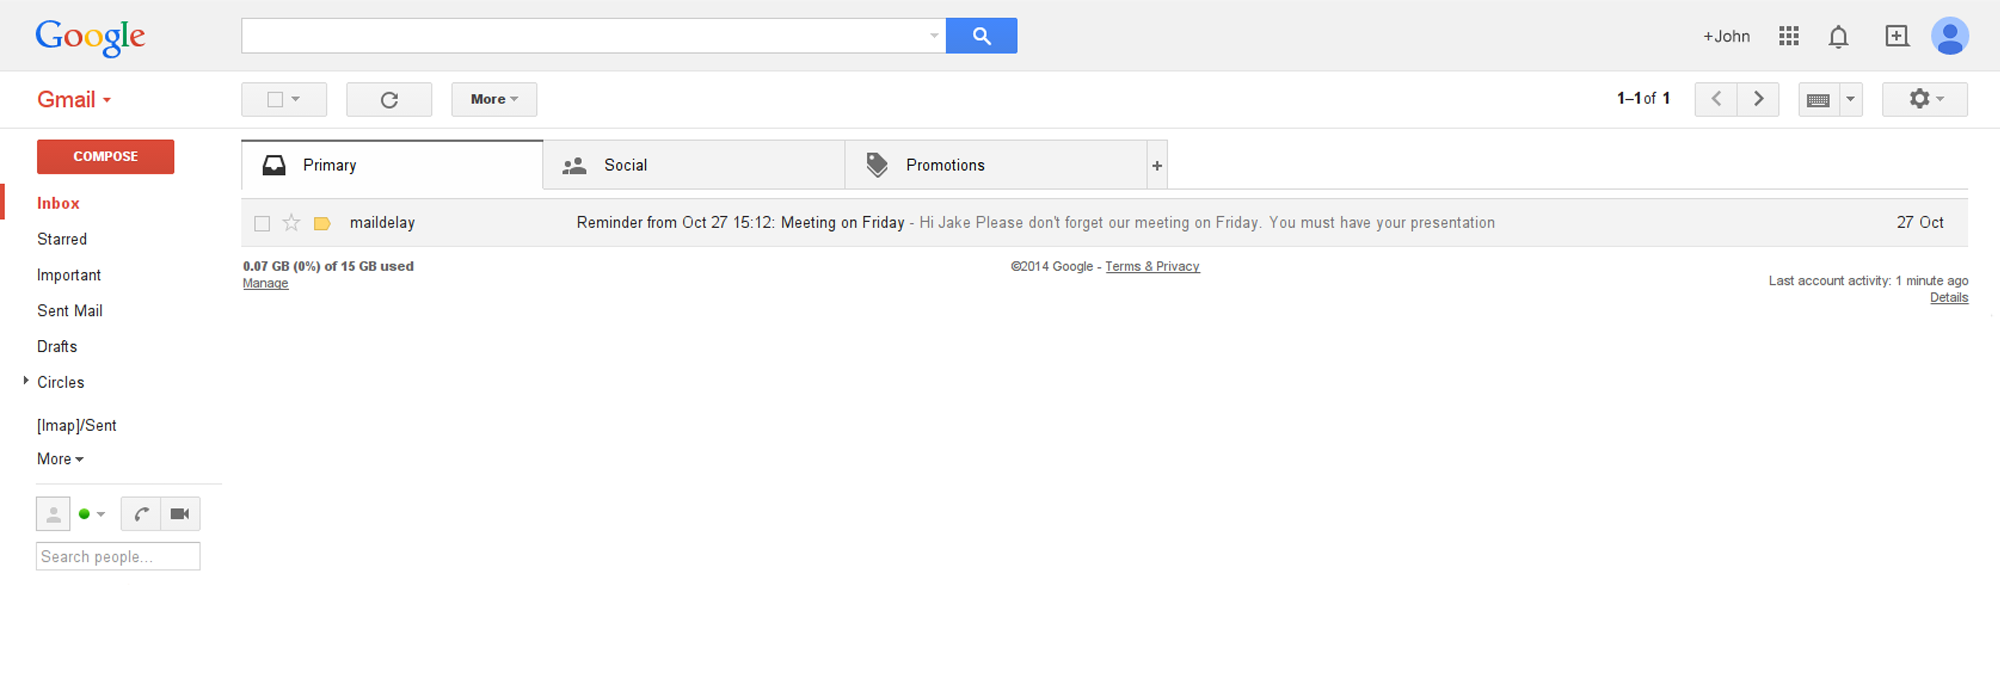 Google
+John
Gmail
More
1–1 of 1
COMPOSE
Primary
Social
Promotions
+
Inbox
maildelay
Reminder from Oct 27 15:12: Meeting on Friday - Hi Jake Please don't forget our meeting on Friday. You must have your presentation
27 Oct
Starred
Important
Sent Mail
Drafts
Circles
[Imap]/Sent
More
Search people...
0.07 GB (0%) of 15 GB used
Manage
©2014 Google - Terms & Privacy
Last account activity: 1 minute ago
Details